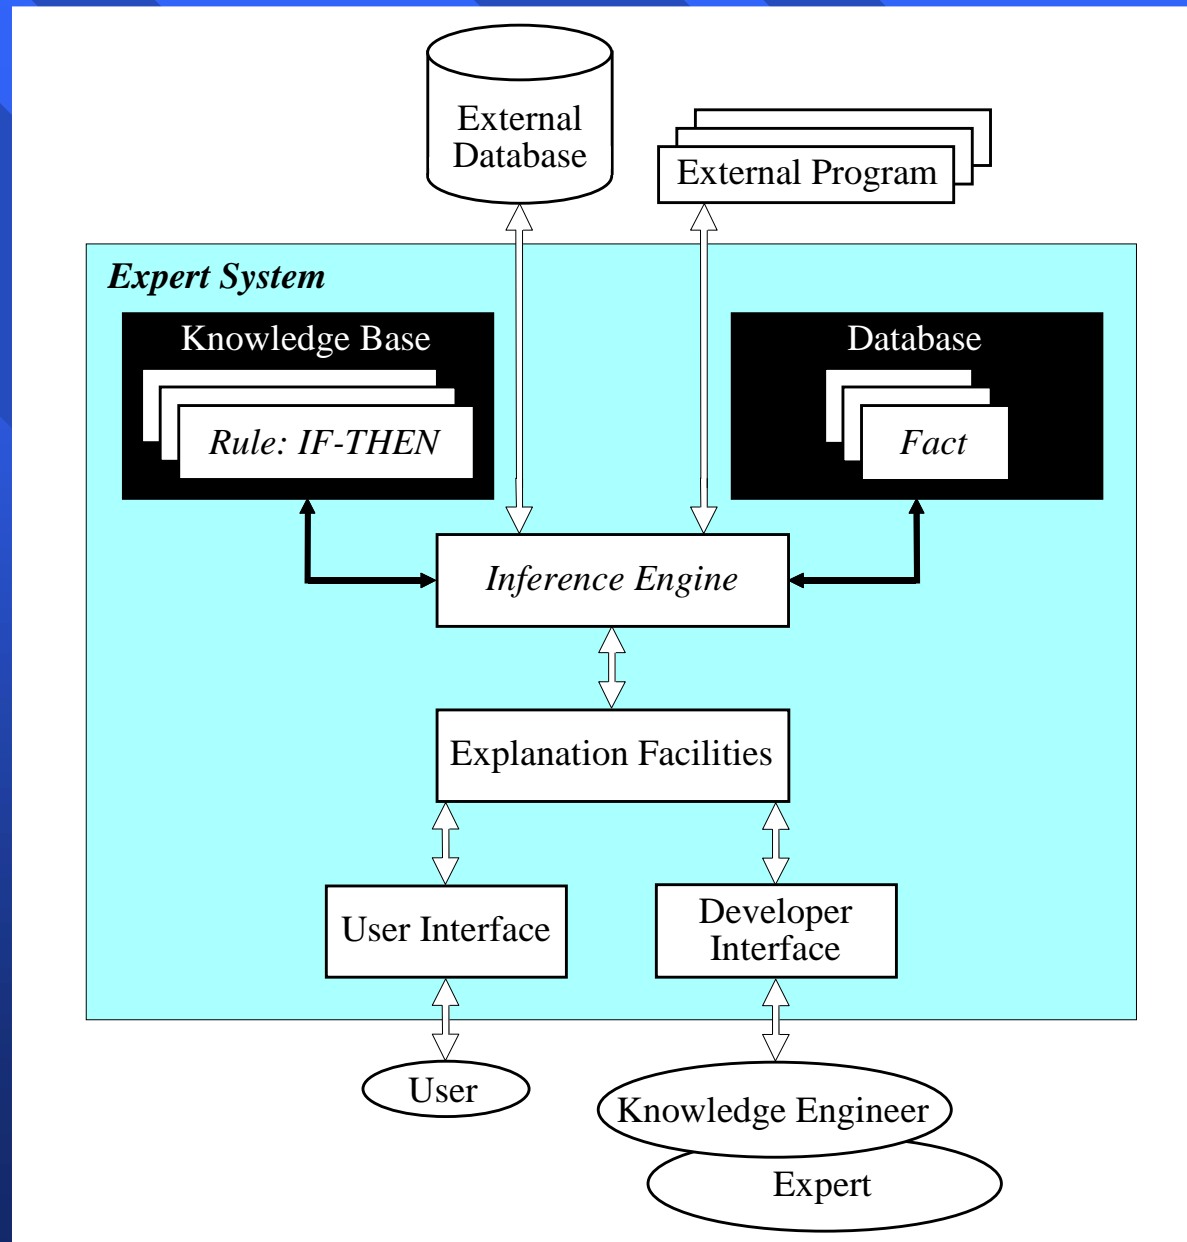 External
Database
External Program
Expert System
Knowledge Base
Rule: IF-THEN
Database
Fact
Inference Engine
Explanation Facilities
User Interface
Developer
Interface
User
Knowledge Engineer
Expert